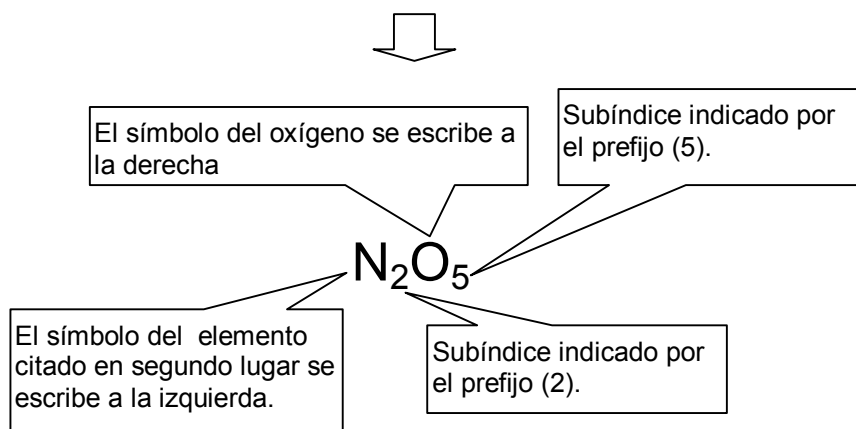 El símbolo del oxígeno se escribe a
la derecha
Subíndice indicado por
el prefijo (5).
N₂O₅
El símbolo del  elemento
citado en segundo lugar se
escribe a la izquierda.
Subíndice indicado por
el prefijo (2).